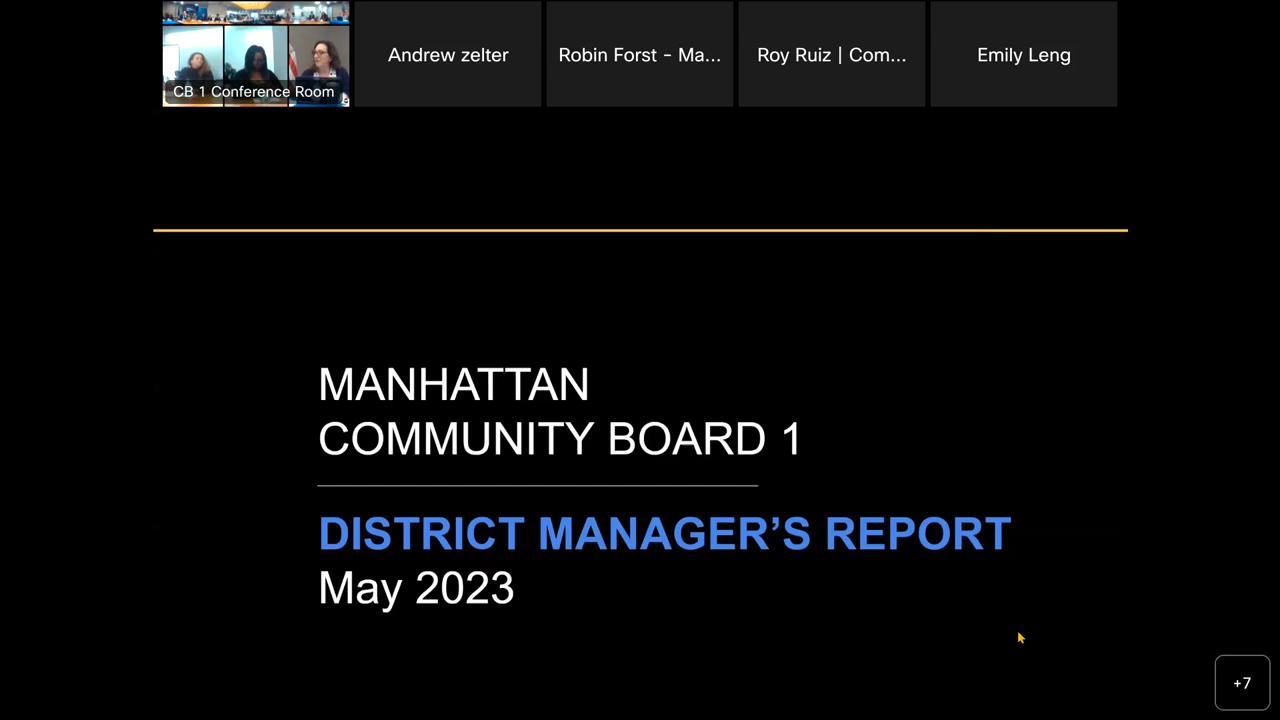 CB 1 Conference Room
Andrew zelter
Robin Forst - Ma...
Roy Ruiz | Com...
Emily Leng
MANHATTAN
COMMUNITY BOARD 1
DISTRICT MANAGER’S REPORT
May 2023
+7